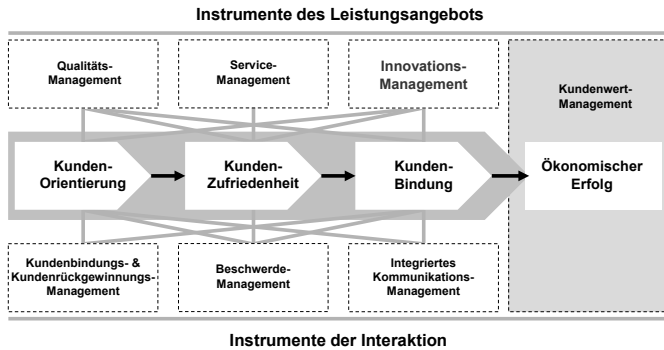 Instrumente des Leistungsangebots
Qualitäts-
Management
Service-
Management
Innovations-
Management
Kundenwert-
Management
Kunden-
Orientierung
Kunden-
Zufriedenheit
Kunden-
Bindung
Ökonomischer
Erfolg
Kundenbindungs- &
Kundenrückgewinnungs-
Management
Beschwerde-
Management
Integriertes
Kommunikations-
Management
Instrumente der Interaktion